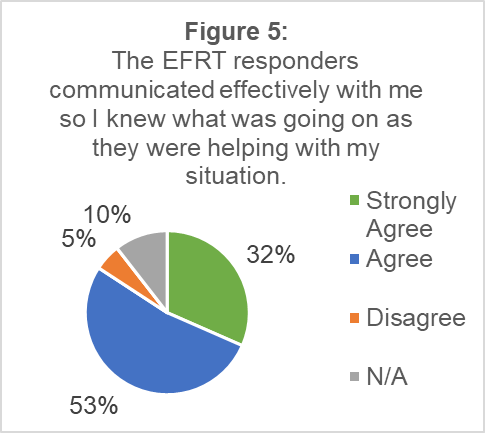 Figure 5:
The EFRT responders
communicated effectively with me
so I knew what was going on as
they were helping with my
situation.
10%
5%
32%
53%
Strongly
Agree
Agree
Disagree
N/A